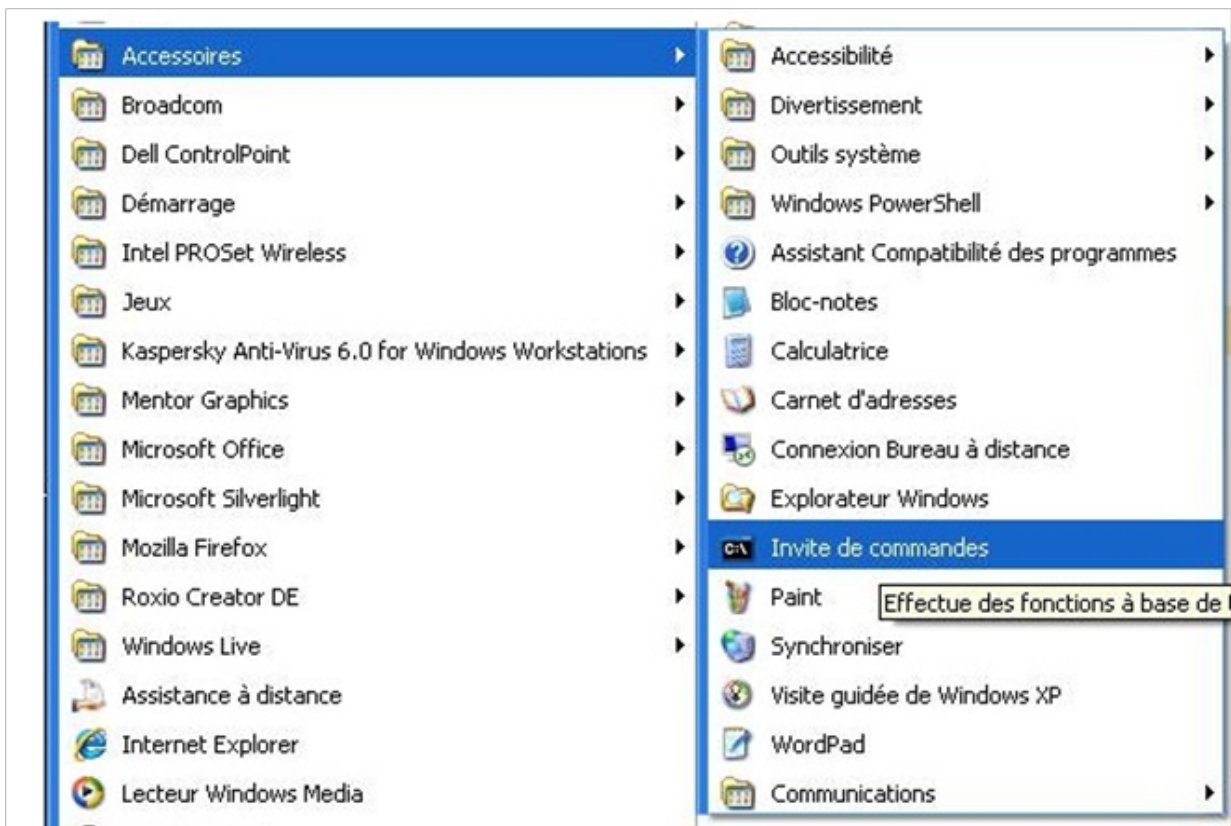 Accessoires
Broadcom
Dell ControlPoint
Démarrage
Intel PROSet Wireless
Jeux
Kaspersky Anti-Virus 6.0 for Windows Workstations
Mentor Graphics
Microsoft Office
Microsoft Silverlight
Mozilla Firefox
Roxio Creator DE
Windows Live
Assistance à distance
Internet Explorer
Lecteur Windows Media
Accessibilité
Divertissement
Outils système
Windows PowerShell
Assistant Compatibilité des programmes
Bloc-notes
Calculatrice
Carnet d'adresses
Connexion Bureau à distance
Explorateur Windows
C:\
Invite de commandes
Paint
Effectue des fonctions à base de
Synchroniser
Visite guidée de Windows XP
WordPad
Communications